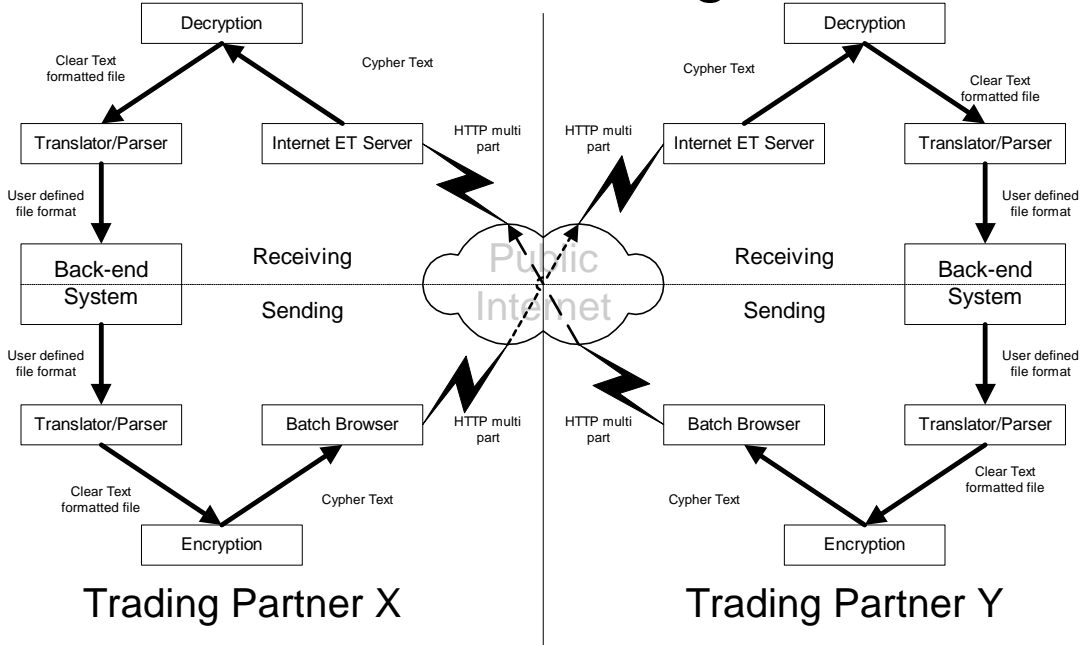 Decryption
Decryption
Clear Text
formatted file
Cypher Text
Cypher Text
Clear Text
formatted file
Translator/Parser
Internet ET Server
HTTP multi
part
HTTP multi
part
Internet ET Server
Translator/Parser
User defined
file format
User defined
file format
Back-end
System
Receiving
Sending
Public
Internet
Receiving
Sending
Back-end
System
User defined
file format
User defined
file format
Translator/Parser
Batch Browser
HTTP multi
part
HTTP multi
part
Batch Browser
Translator/Parser
Clear Text
formatted file
Cypher Text
Cypher Text
Clear Text
formatted file
Encryption
Encryption
Trading Partner X
Trading Partner Y